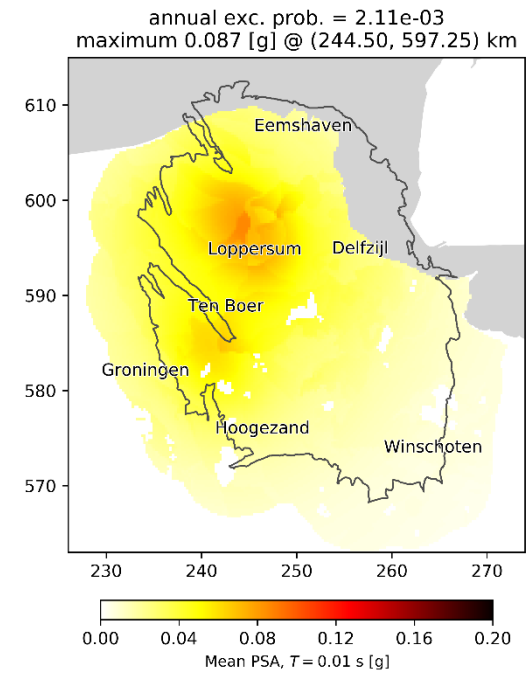 annual exc. prob. = 2.11e-03
maximum 0.087 [g] @ (244.50, 597.25) km
610
Eemshaven
600
Loppersum
Delfzijl
590
Ten Boer
Groningen
580
Hoogezand
Winschoten
570
230 240 250 260 270
0.00 0.04 0.08 0.12 0.16 0.20
Mean PSA, T = 0.01 s [g]